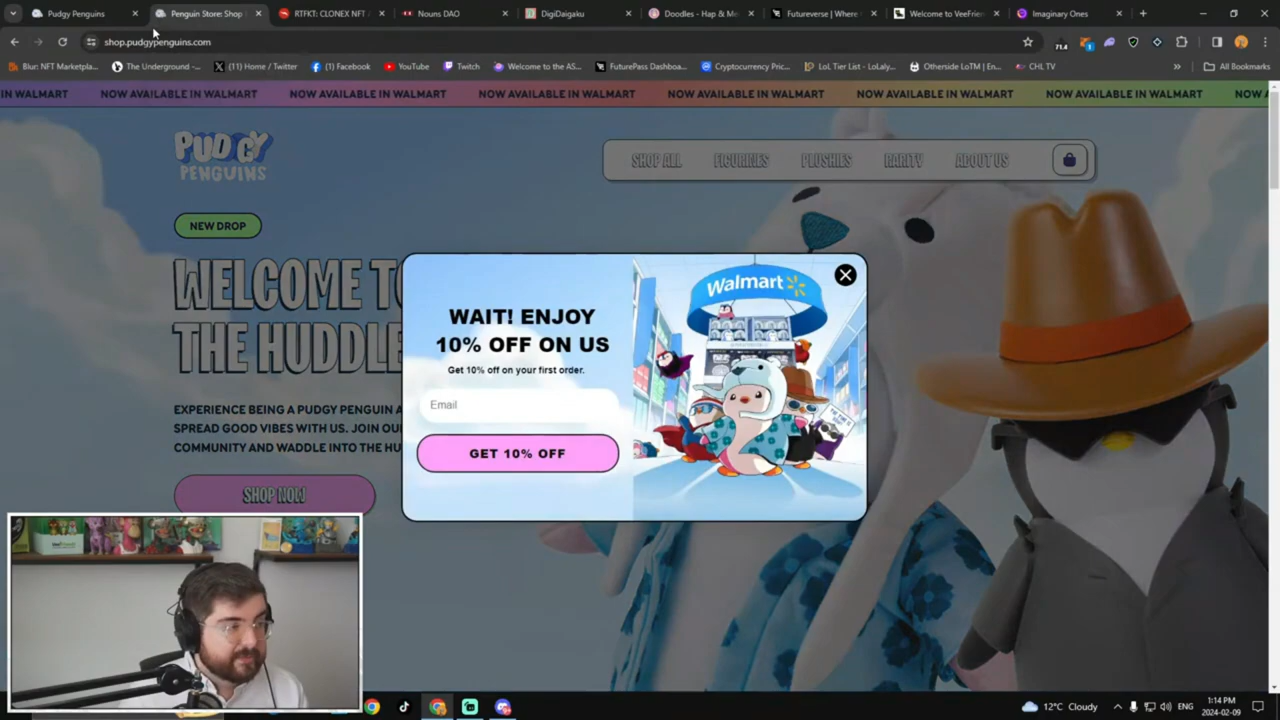 Pudgy Penguins
Penguin Store: Shop
RTFKT: CLONEX NFT
Nouns DAO
DigiDaigaku
Doodles - Hap & Me
Futureverse | Where
Welcome to VeeFrien
Imaginary Ones
shop.pudgypenguins.com
71.4
1
Blur: NFT Marketpla...
The Underground -...
(11) Home / Twitter
(1) Facebook
YouTube
Twitch
Welcome to the AS...
FuturePass Dashboa...
Cryptocurrency Pric...
LoL Tier List - LoLaly...
Otherside LoTM | En...
CHL TV
All Bookmarks
IN WALMART NOW AVAILABLE IN WALMART NOW AVAILABLE IN WALMART NOW AVAILABLE IN WALMART NOW AVAILABLE IN WALMART NOW AVAILABLE IN WALMART NOW AVAILABLE IN WALMART NOW A
PUDGY
PENGUINS
SHOP ALL
FIGURINES
PLUSHIES
RARITY
ABOUT US
NEW DROP
WELCOME TO
THE HUDDLE
EXPERIENCE BEING A PUDGY PENGUIN A
SPREAD GOOD VIBES WITH US. JOIN OU
COMMUNITY AND WADDLE INTO THE HU
SHOP NOW
WAIT! ENJOY
10% OFF ON US
Get 10% off on your first order.
Email
GET 10% OFF
Walmart
12°C Cloudy
ENG
1:14 PM
2024-02-09